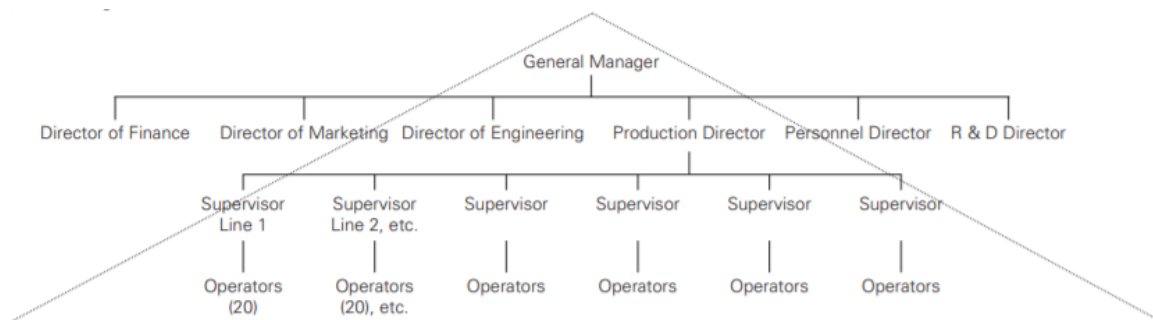 General Manager
Director of Finance Director of Marketing Director of Engineering Production Director Personnel Director R & D Director
Supervisor Supervisor Supervisor Supervisor Supervisor Supervisor
Line 1 Line 2, etc.
Operators Operators Operators Operators Operators Operators
(20) (20), etc.